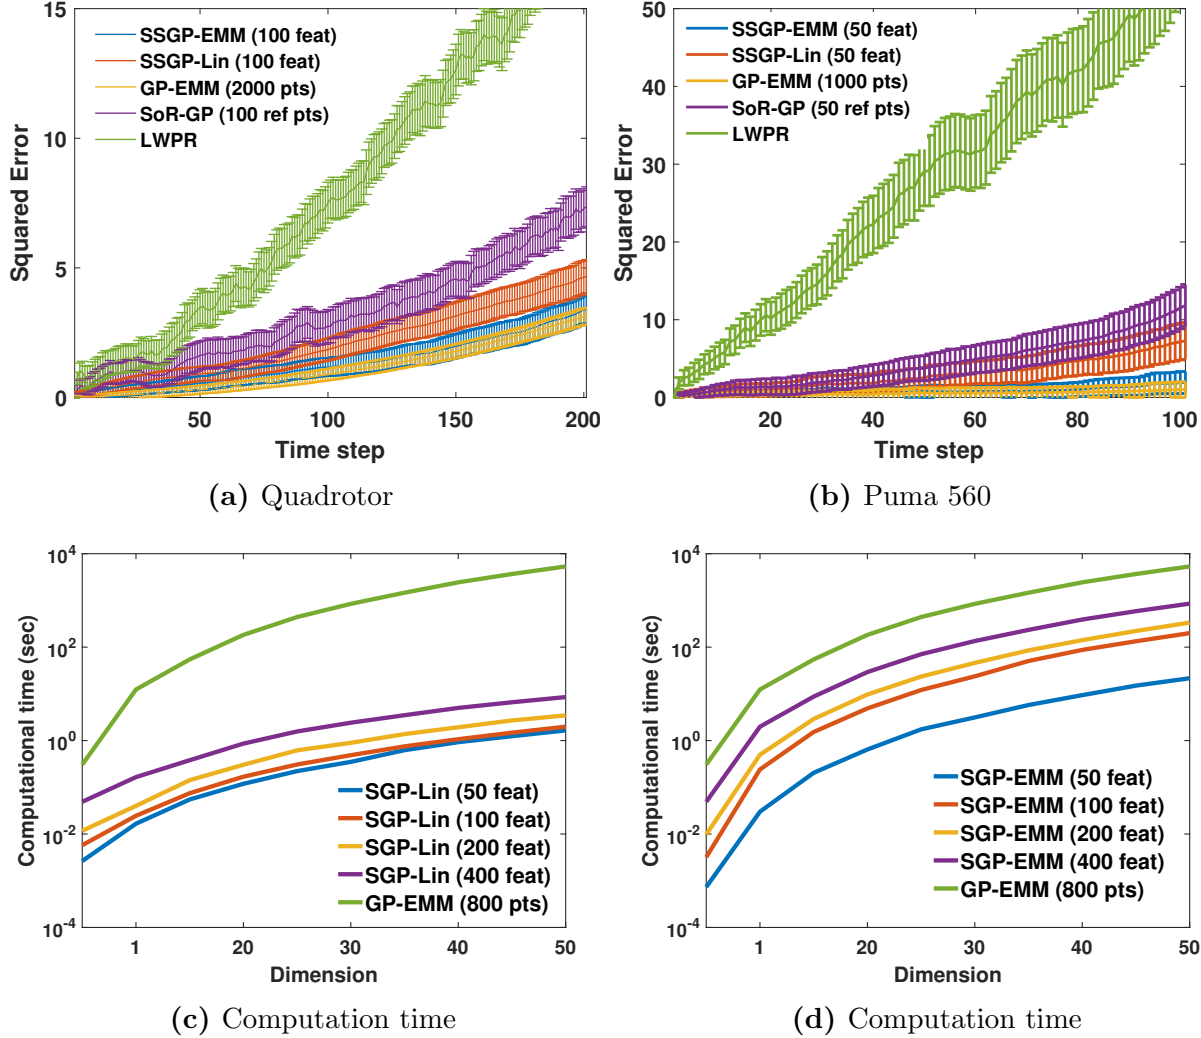 15
10
5
0
Squared Error
SSGP-EMM (100 feat)
SSGP-Lin (100 feat)
GP-EMM (2000 pts)
SoR-GP (100 ref pts)
LWPR
50 100 150 200
Time step
(a) Quadrotor
50
40
30
20
10
0
Squared Error
SSGP-EMM (50 feat)
SSGP-Lin (50 feat)
GP-EMM (1000 pts)
SoR-GP (50 ref pts)
LWPR
20 40 60 80 100
Time step
(b) Puma 560
10^4
10^2
10^0
10^-2
10^-4
Computational time (sec)
SGP-Lin (50 feat)
SGP-Lin (100 feat)
SGP-Lin (200 feat)
SGP-Lin (400 feat)
GP-EMM (800 pts)
1 20 30 40 50
Dimension
(c) Computation time
10^4
10^2
10^0
10^-2
10^-4
Computational time (sec)
SGP-EMM (50 feat)
SGP-EMM (100 feat)
SGP-EMM (200 feat)
SGP-EMM (400 feat)
GP-EMM (800 pts)
1 20 30 40 50
Dimension
(d) Computation time